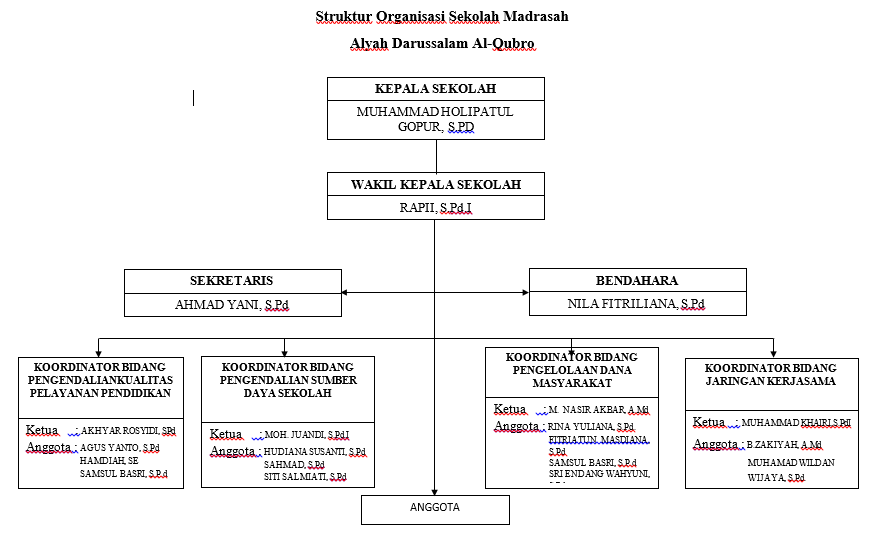 Struktur Organisasi Sekolah Madrasah
Alyah Darussalam Al-Qubro
KEPALA SEKOLAH
MUHAMMAD HOLIPATUL
GOPUR, S.PD
WAKIL KEPALA SEKOLAH
RAPII, S.Pd.I
SEKRETARIS
AHMAD YANI, S.Pd
BENDAHARA
NILA FITRILIANA, S.Pd
KOORDINATOR BIDANG
PENGENDALIANKUALITAS
PELAYANAN PENDIDIKAN
Ketua : AKHYAR ROSYIDI, SPd
Anggota : AGUS YANTO, S.Pd
HAMDIAH, SE
SAMSUL BASRI, S.P.d
KOORDINATOR BIDANG
PENGENDALIAN SUMBER
DAYA SEKOLAH
Ketua : MOH. JUANDI, S.Pd.I
Anggota : HUDIANA SUSANTI, S.Pd
SAHMAD, S.Pd
SITI SALMIATI, S.Pd
KOORDINATOR BIDANG
PENGELOLAAN DANA
MASYARAKAT
Ketua : M. NASIR AKBAR, A.Md
Anggota : RINA YULIANA, S.Pd
FITRIATUN, MASDIANA,
S.Pd
SAMSUL BASRI, S.P.d
SRI ENDANG WAHYUNI,
KOORDINATOR BIDANG
JARINGAN KERJASAMA
Ketua : MUHAMMAD KHAIRI,S.PdI
Anggota : B.ZAKIYAH, A.Md
MUHAMAD WILDAN
WIJAYA, S.Pd
ANGGOTA